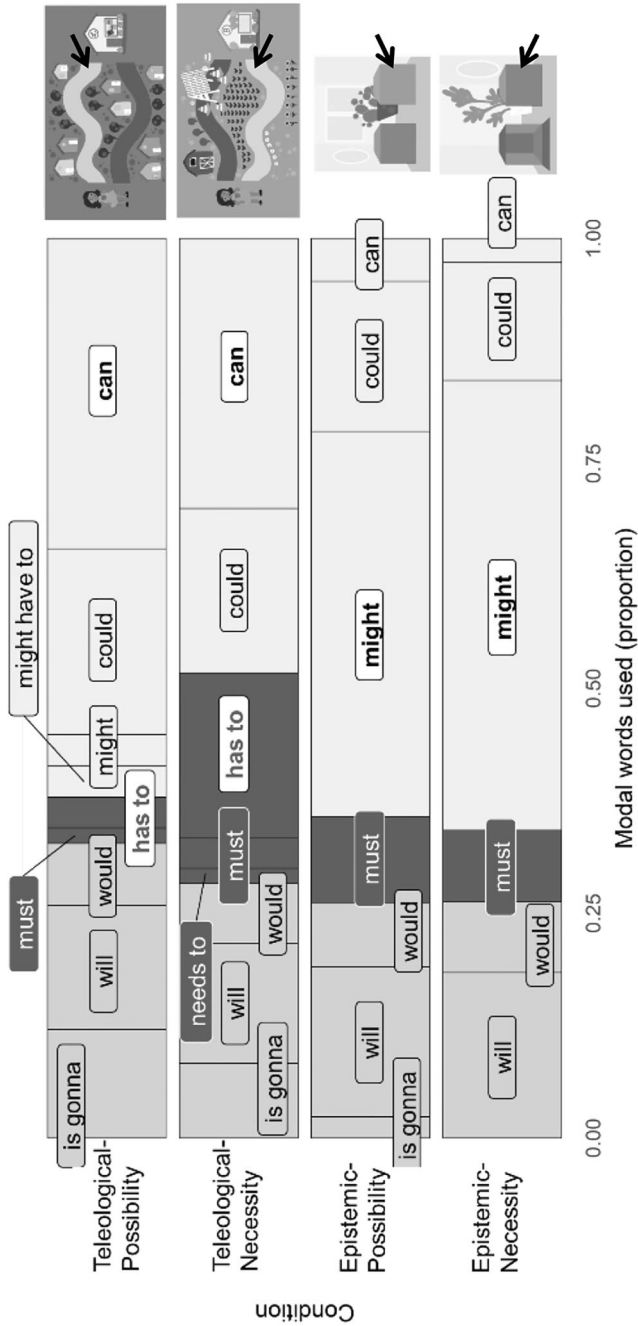 Condition
Teleological-
Possibility
is gonna
will
would
must
has to
might
might have to
could
can
Teleological-
Necessity
is gonna
will
needs to
would
must
has to
could
can
Epistemic-
Possibility
is gonna
will
would
must
might
could
can
Epistemic-
Necessity
will
would
must
might
could
can
0.00
0.25
0.50
0.75
1.00
Modal words used (proportion)